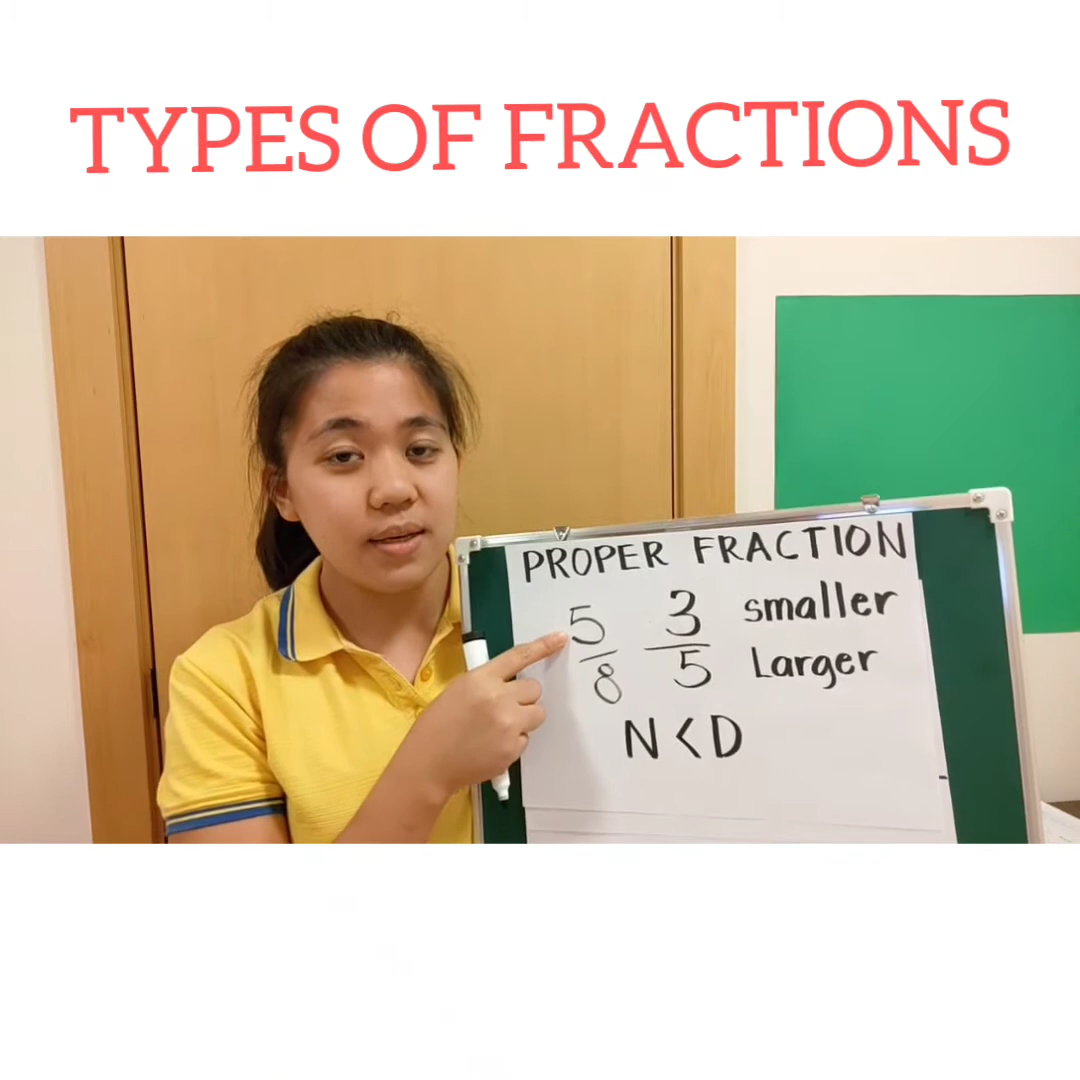 TYPES OF FRACTIONS
PROPER FRACTION
5/8 3/5 smaller
Larger
N < D